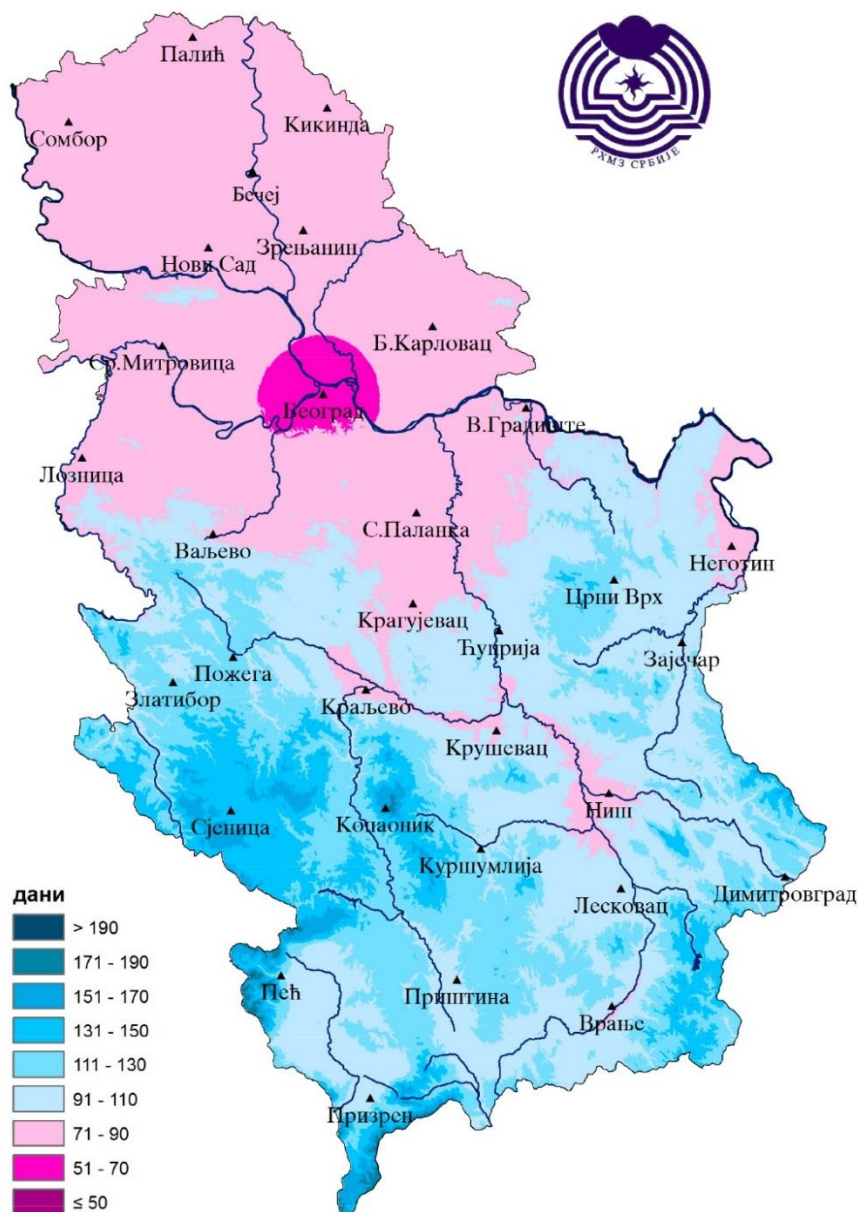 Палић
Кикинда
Сомбор
РХМЗ СРБИЈЕ
Бечеј
Зрењанин
Нови Сад
Б.Карловац
Ср.Митровица
Београд
В.Градиште
Лозница
С.Паланка
Ваљево
Неготин
Црни Врх
Крагујевац
Ћуприја
Зајечар
Пожега
Златибор
Краљево
Крушевац
Ниш
Сјеница
Копаоник
Куршумлија
Димитровград
Лесковац
Пећ
Приштина
Врање
Призрен
дани
> 190
171 - 190
151 - 170
131 - 150
111 - 130
91 - 110
71 - 90
51 - 70
≤ 50